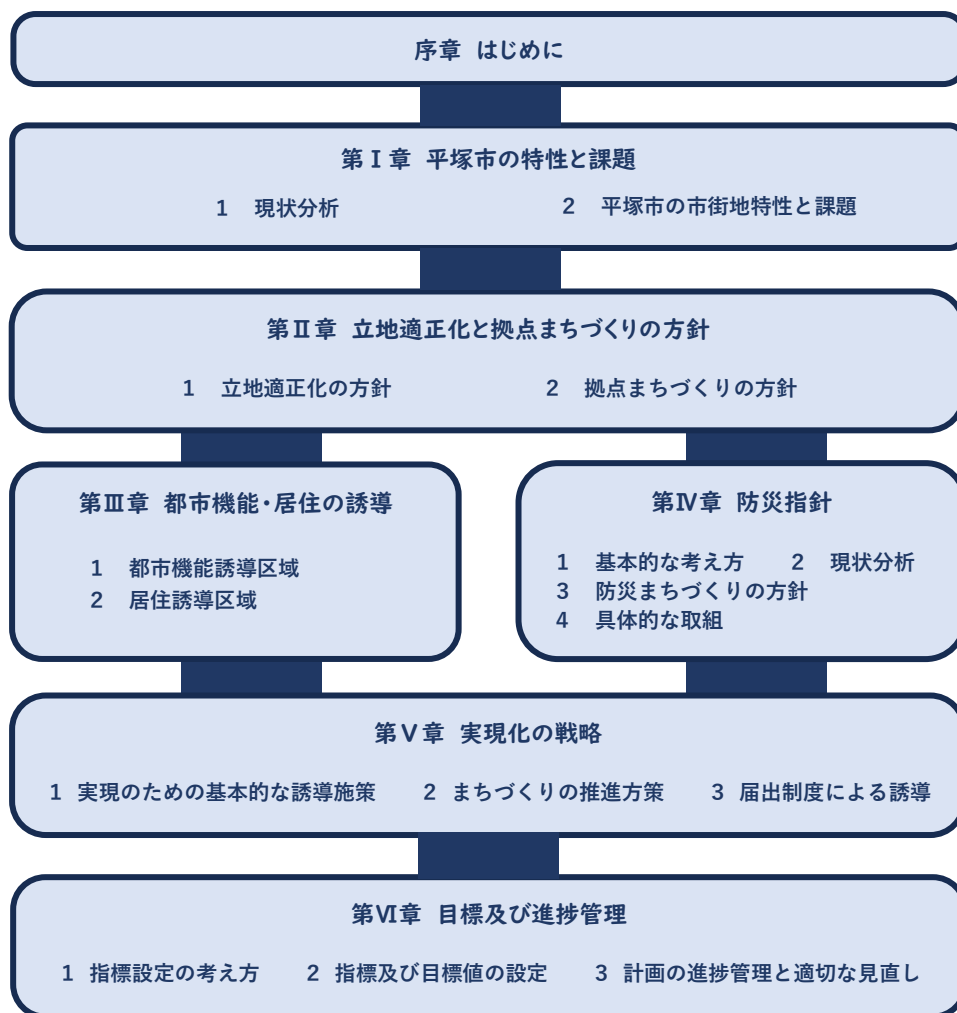 序章 はじめに
第Ⅰ章 平塚市の特性と課題
1 現状分析 2 平塚市の市街地特性と課題
第Ⅱ章 立地適正化と拠点まちづくりの方針
1 立地適正化の方針 2 拠点まちづくりの方針
第Ⅲ章 都市機能・居住の誘導
1 都市機能誘導区域
2 居住誘導区域
第Ⅳ章 防災指針
1 基本的な考え方 2 現状分析
3 防災まちづくりの方針
4 具体的な取組
第Ⅴ章 実現化の戦略
1 実現のための基本的な誘導施策 2 まちづくりの推進方策 3 届出制度による誘導
第Ⅵ章 目標及び進捗管理
1 指標設定の考え方 2 指標及び目標値の設定 3 計画の進捗管理と適切な見直し